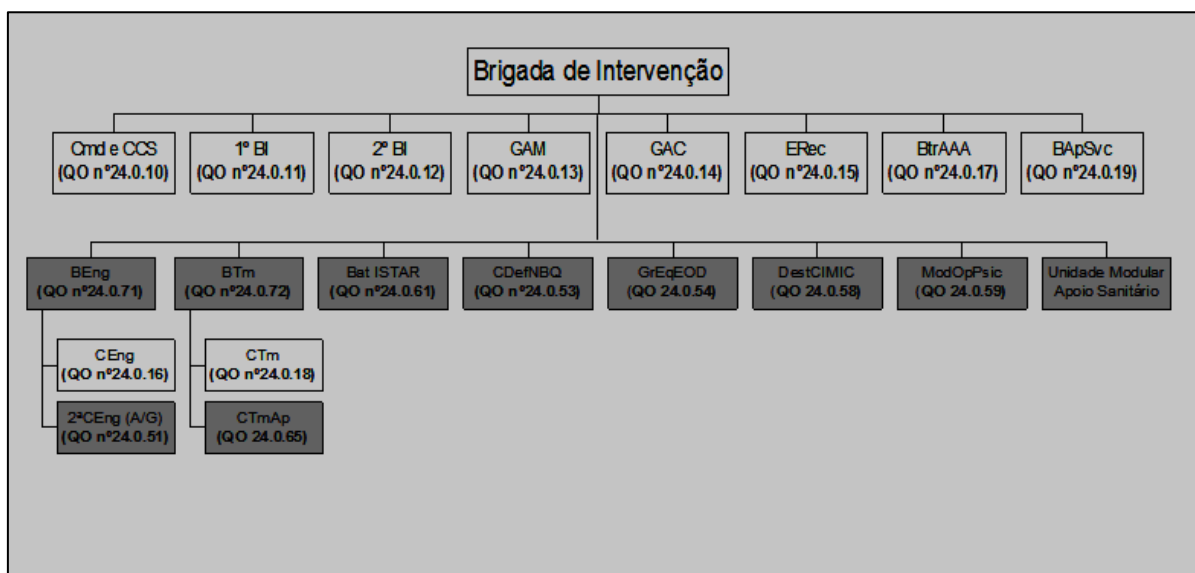 Brigada de Intervenção
Cmd e CCS
(QO nº24.0.10)
1º BI
(QO nº24.0.11)
2º BI
(QO nº24.0.12)
GAM
(QO nº24.0.13)
GAC
(QO nº24.0.14)
ERec
(QO nº24.0.15)
BtrAAA
(QO nº24.0.17)
BApSvc
(QO nº24.0.19)
BEng
(QO nº24.0.71)
BTm
(QO nº24.0.72)
Bat ISTAR
(QO nº24.0.61)
CDefNBQ
(QO nº24.0.53)
GrEqEOD
(QO 24.0.54)
DestCIMIC
(QO 24.0.58)
ModOpPsic
(QO 24.0.59)
Unidade Modular
Apoio Sanitário
CEng
(QO nº24.0.16)
CTm
(QO nº24.0.18)
2ªCEng (A/G)
(QO nº24.0.51)
CTmAp
(QO 24.0.65)